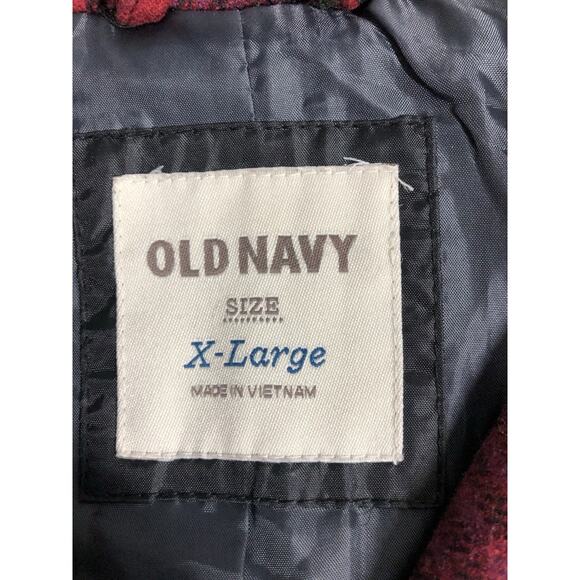 OLD NAVY
SIZE
X-Large
MADE IN VIETNAM